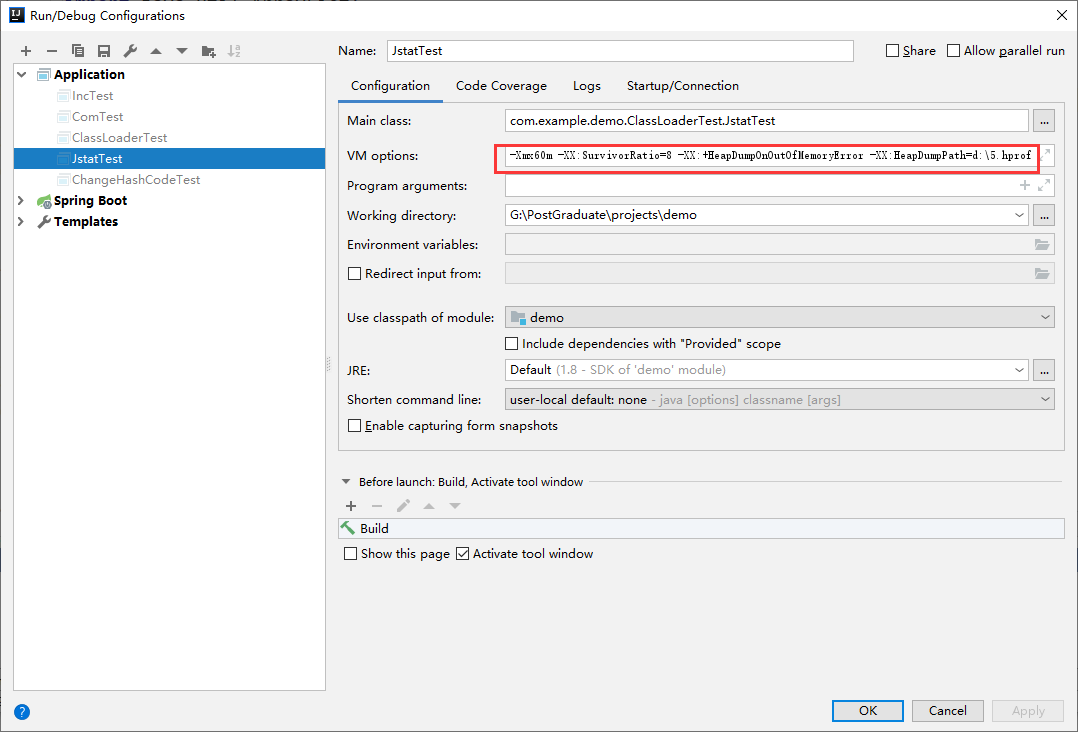 Run/Debug Configurations
Name: JstatTest Share Allow parallel run
Application
IncTest
ComTest
ClassLoaderTest
JstatTest
ChangeHashCodeTest
Spring Boot
Templates
Configuration Code Coverage Logs Startup/Connection
Main class: com.example.demo.ClassLoaderTest.JstatTest ...
VM options: -Xmx60m -XX:SurvivorRatio=8 -XX:+HeapDumpOnOutOfMemoryError -XX:HeapDumpPath=d:\5.hprof
Program arguments:
Working directory: G:\PostGraduate\projects\demo ...
Environment variables:
Redirect input from:
Use classpath of module: demo
Include dependencies with "Provided" scope
JRE: Default (1.8 - SDK of 'demo' module) ...
Shorten command line: user-local default: none - java [options] classname [args]
Enable capturing form snapshots
Before launch: Build, Activate tool window
Build
Show this page Activate tool window
? OK Cancel Apply